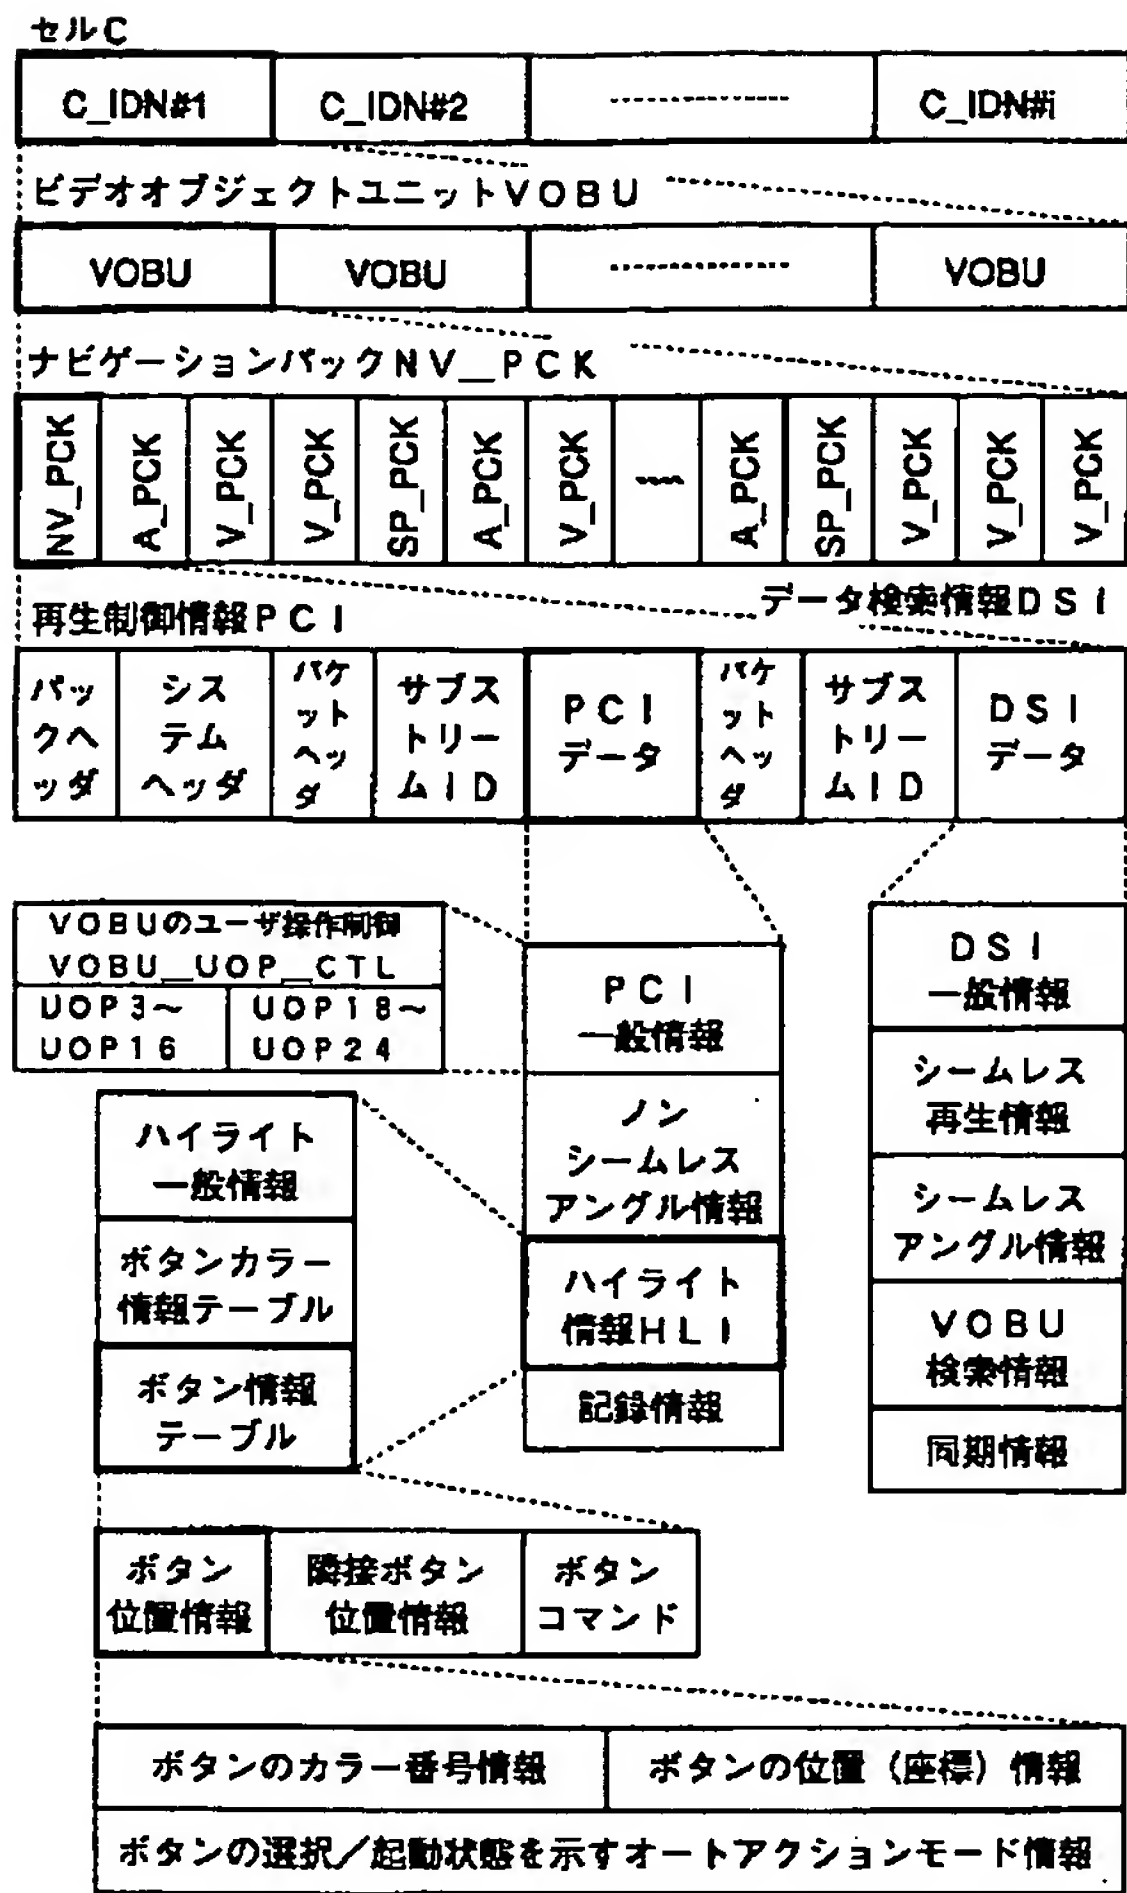 セルC
C_IDN#1 C_IDN#2 C_IDN#i
ビデオオブジェクトユニットVOBU
VOBU VOBU VOBU
ナビゲーションパックNV_PCK
NV_PCK A_PCK V_PCK V_PCK SP_PCK A_PCK V_PCK A_PCK SP_PCK V_PCK V_PCK V_PCK
データ検索情報DSI
再生制御情報PCI
パックヘッダ
システムヘッダ
パケットヘッダ
サブストリームID
PCI
データ
パケットヘッダ
サブストリームID
DSI
データ
VOBUのユーザ操作制御
VOBU_UOP_CTL
UOP3~
UOP16
UOP18~
UOP24
PCI
一般情報
ノン
シームレス
アングル情報
ハイライト
情報HLI
記録情報
DSI
一般情報
シームレス
再生情報
シームレス
アングル情報
VOBU
検索情報
同期情報
ハイライト
一般情報
ボタンカラー
情報テーブル
ボタン情報
テーブル
ボタン
位置情報
隣接ボタン
位置情報
ボタン
コマンド
ボタンのカラー番号情報
ボタンの位置(座標)情報
ボタンの選択/起動状態を示すオートアクションモード情報